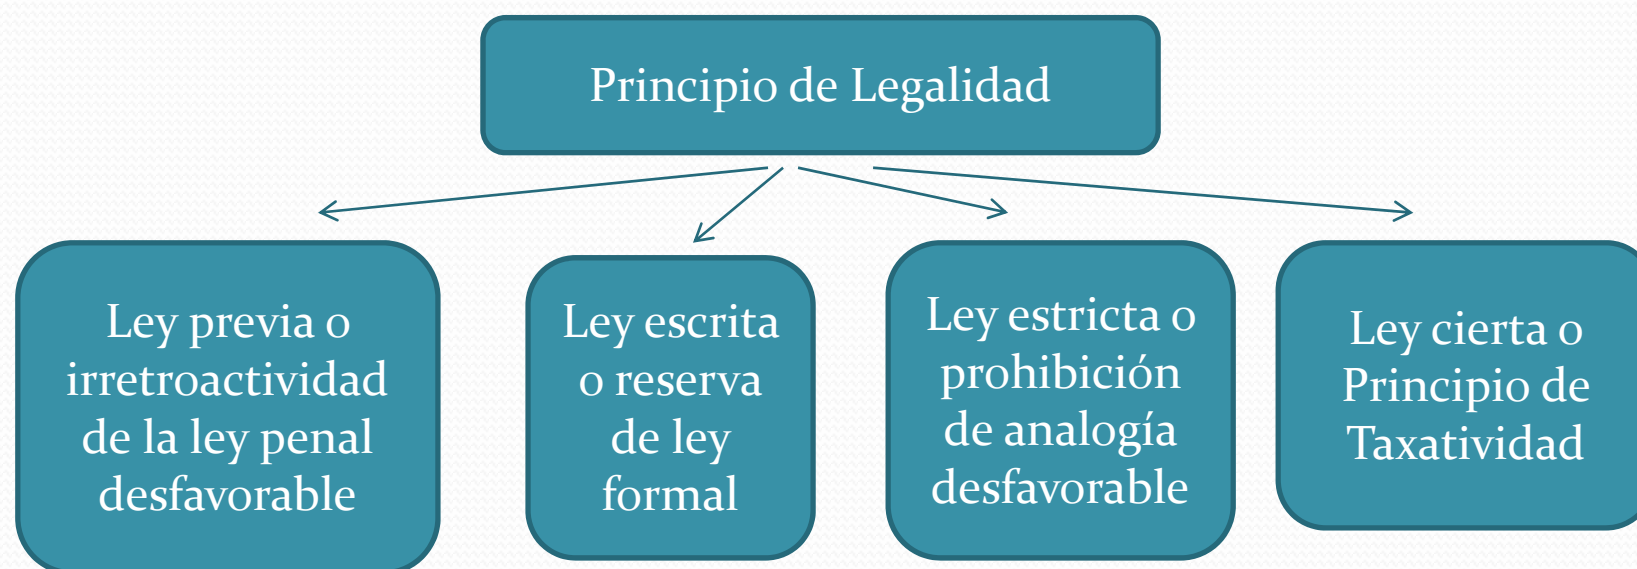 Principio de Legalidad
Ley previa o
irretroactividad
de la ley penal
desfavorable
Ley escrita
o reserva
de ley
formal
Ley estricta o
prohibición
de analogía
desfavorable
Ley cierta o
Principio de
Taxatividad